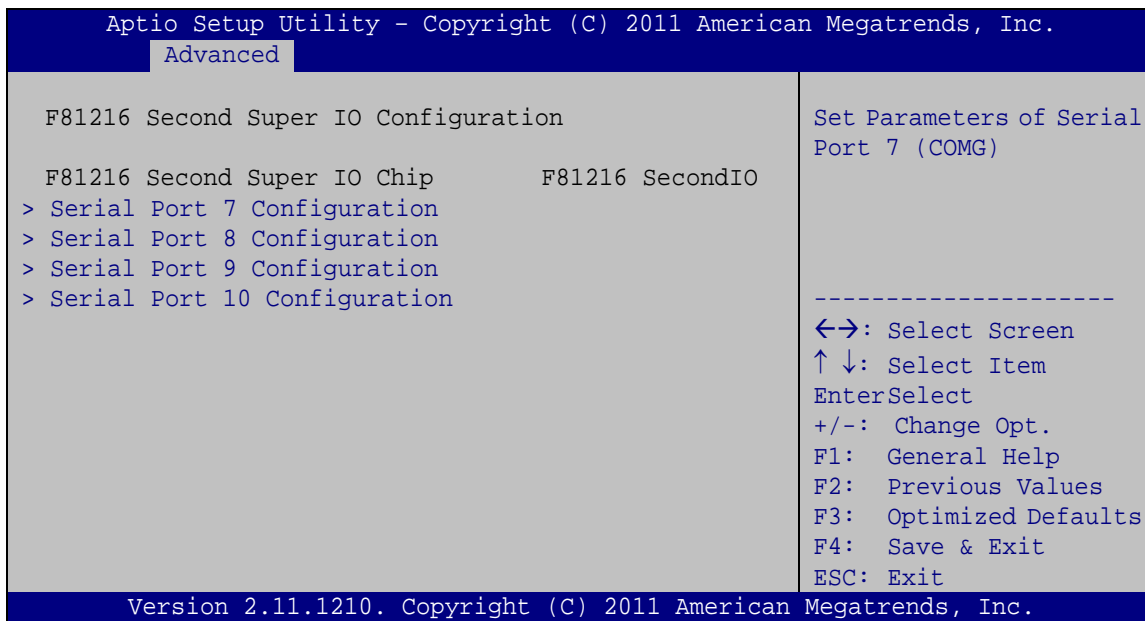 Aptio Setup Utility – Copyright (C) 2011 American Megatrends, Inc.
Advanced
F81216 Second Super IO Configuration
F81216 Second Super IO Chip F81216 SecondIO
> Serial Port 7 Configuration
> Serial Port 8 Configuration
> Serial Port 9 Configuration
> Serial Port 10 Configuration
Set Parameters of Serial
Port 7 (COMG)
---------------------
←→: Select Screen
↑ ↓: Select Item
EnterSelect
+/-: Change Opt.
F1: General Help
F2: Previous Values
F3: Optimized Defaults
F4: Save & Exit
ESC: Exit
Version 2.11.1210. Copyright (C) 2011 American Megatrends, Inc.